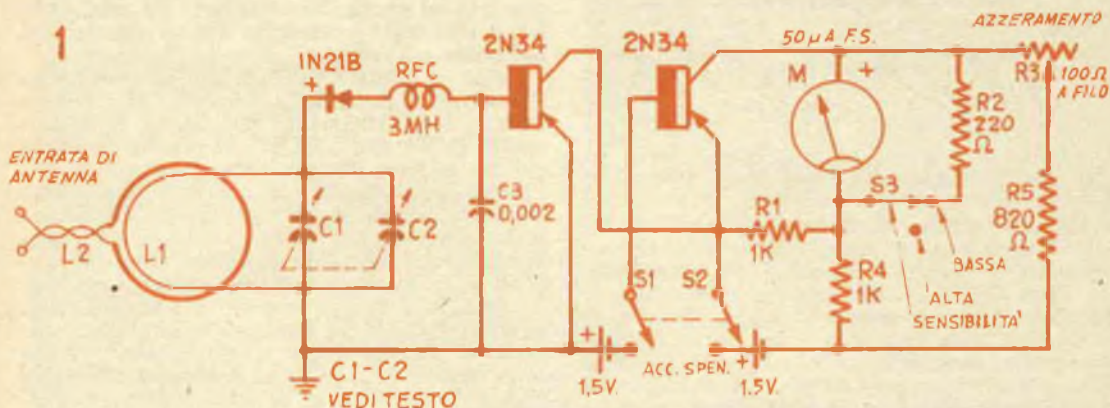 1
1N21B
+
RFC
3MH
2N34
2N34
50µA F.S.
AZZERAMENTO
M
+
R3
100Ω
A FILO
R2
220
Ω
ENTRATA DI
ANTENNA
L2
L1
C1
C2
C3
0,002
R1
1K
S3
R5
820
Ω
BASSA
R4
1K
ALTA
SENSIBILITA'
S1
S2
+
1,5V.
ACC. SPEN.
+
1.5V.
C1-C2
VEDI TESTO